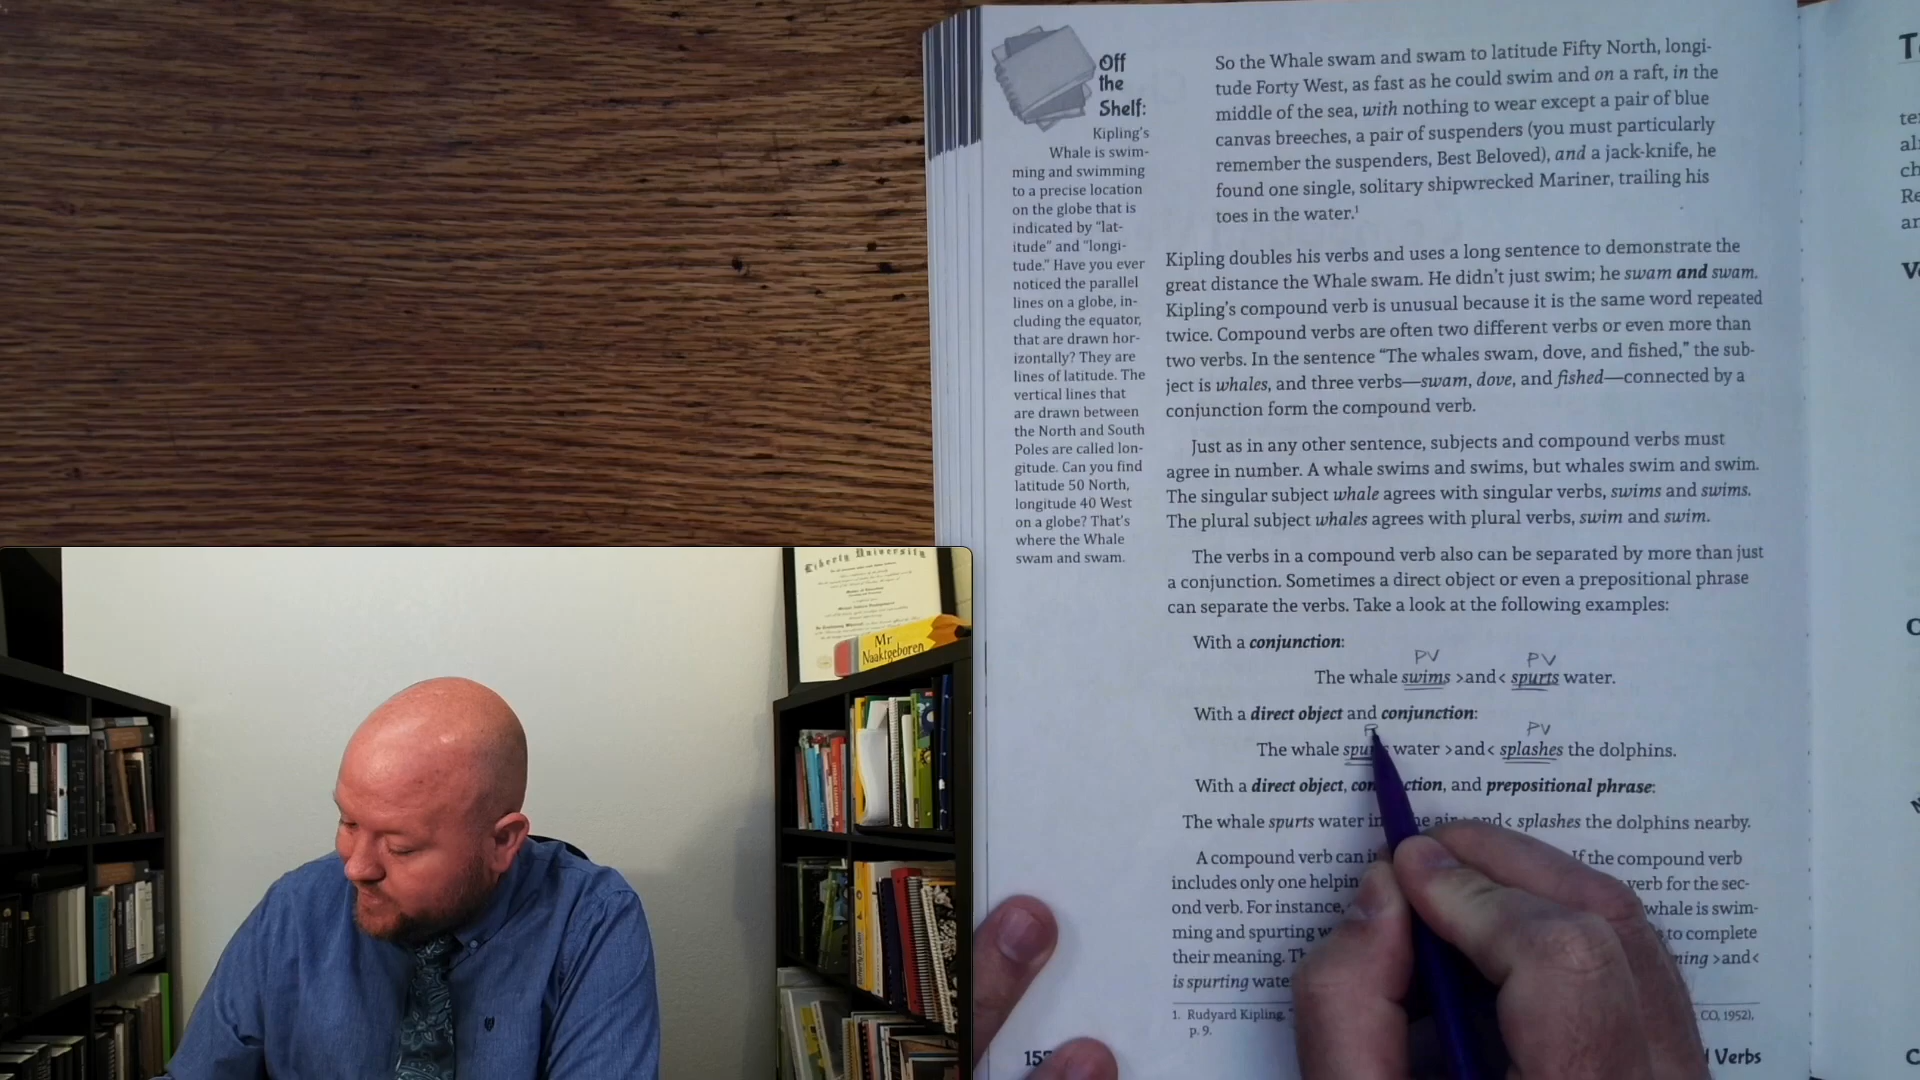 Off
the
Shelf:
Kipling's
Whale is swim-
ming and swimming
to a precise location
on the globe that is
indicated by "lat-
itude" and "longi-
tude." Have you ever
noticed the parallel
lines on a globe, in-
cluding the equator,
that are drawn hor-
izontally? They are
lines of latitude. The
vertical lines that
are drawn between
the North and South
Poles are called lon-
gitude. Can you find
latitude 50 North,
longitude 40 West
on a globe? That's
where the Whale
swam and swam.
So the Whale swam and swam to latitude Fifty North, longi-
tude Forty West, as fast as he could swim and on a raft, in the
middle of the sea, with nothing to wear except a pair of blue
canvas breeches, a pair of suspenders (you must particularly
remember the suspenders, Best Beloved), and a jack-knife, he
found one single, solitary shipwrecked Mariner, trailing his
toes in the water.¹
Kipling doubles his verbs and uses a long sentence to demonstrate the
great distance the Whale swam. He didn't just swim; he swam and swam.
Kipling's compound verb is unusual because it is the same word repeated
twice. Compound verbs are often two different verbs or even more than
two verbs. In the sentence "The whales swam, dove, and fished," the sub-
ject is whales, and three verbs—swam, dove, and fished—connected by a
conjunction form the compound verb.
Just as in any other sentence, subjects and compound verbs must
agree in number. A whale swims and swims, but whales swim and swim.
The singular subject whale agrees with singular verbs, swims and swims.
The plural subject whales agrees with plural verbs, swim and swim.
The verbs in a compound verb also can be separated by more than just
a conjunction. Sometimes a direct object or even a prepositional phrase
can separate the verbs. Take a look at the following examples:
With a conjunction:
PV PV
The whale swims >and< spurts water.
With a direct object and conjunction:
PV
The whale water >and< splashes the dolphins.
With a direct object, and prepositional phrase:
The whale spurts water splashes the dolphins nearby.
A compound verb can If the compound verb
includes only one verb for the sec-
ond verb. For instance, whale is swim-
ming and spurting to complete
their meaning. >and<
is spurting
1. Rudyard Kipling, CO, 1952),
p. 9.
Verbs
Liberty University
Mr
Naaktgeboren